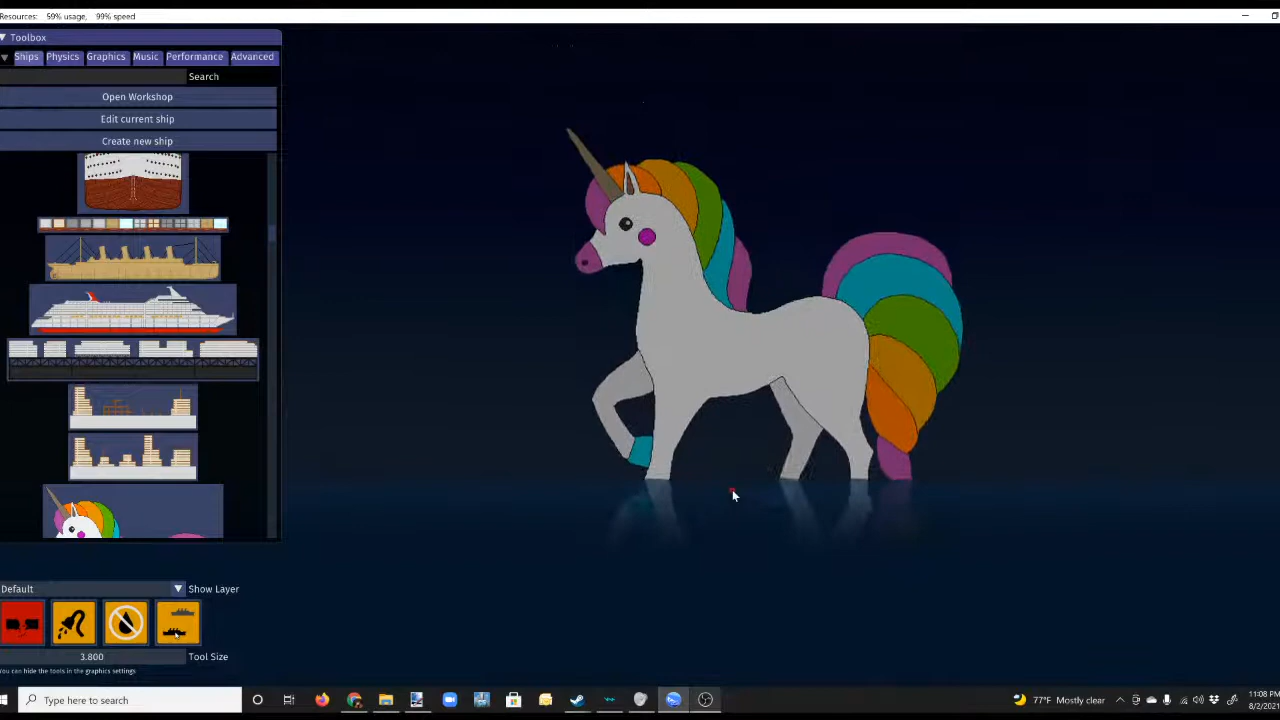 Resources: 59% usage, 99% speed
Toolbox
Ships Physics Graphics Music Performance Advanced
Search
Open Workshop
Edit current ship
Create new ship
Default Show Layer
3.800 Tool Size
You can hide the tools in the graphics settings
Type here to search
77°F Mostly clear
11:08 PM
8/2/2021